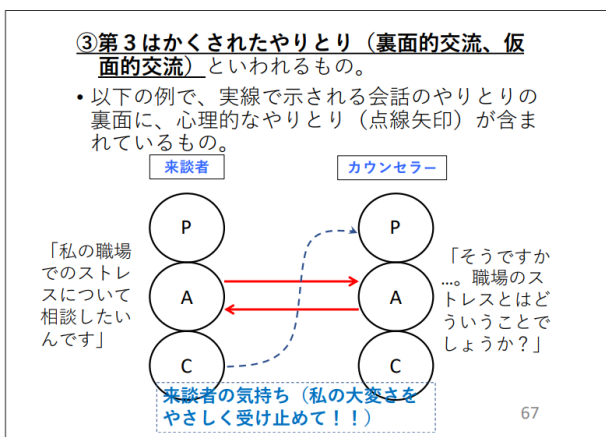 ③第３はかくされたやりとり（裏面的交流、仮
面的交流）といわれるもの。
• 以下の例で、実線で示される会話のやりとりの
裏面に、心理的なやりとり（点線矢印）が含ま
れているもの。
来談者
カウンセラー
P
P
「私の職場
でのストレ
スについて
相談したい
んです」
A
A
「そうですか
…。職場のス
トレスとはど
ういうことで
しょうか？」
C
C
来談者の気持ち（私の大変さを
やさしく受け止めて！！）
67